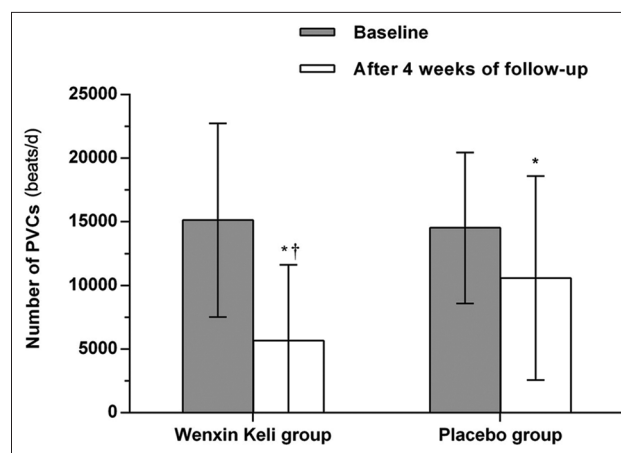 Baseline
After 4 weeks of follow-up
Number of PVCs (beats/d)
25000
20000
15000
10000
5000
0
*†
*
Wenxin Keli group
Placebo group